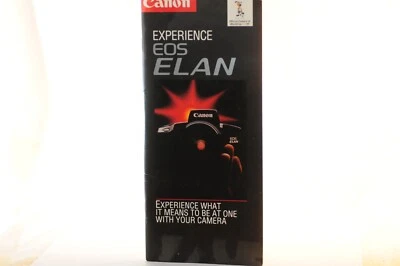 Canon
EXPERIENCE
EOS
ELAN
Canon
EOS
ELAN
EXPERIENCE WHAT
IT MEANS TO BE AT ONE
WITH YOUR CAMERA